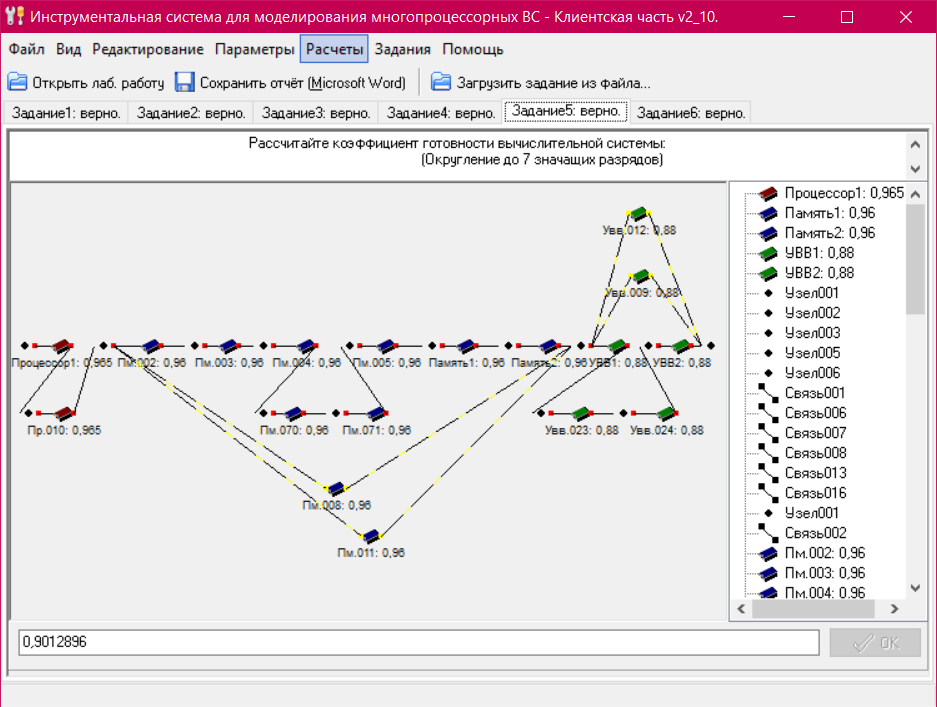 Инструментальная система для моделирования многопроцессорных ВС - Клиентская часть v2_10.
Файл Вид Редактирование Параметры Расчеты Задания Помощь
Открыть лаб. работу Сохранить отчёт (Microsoft Word) Загрузить задание из файла...
Задание1: верно. Задание2: верно. Задание3: верно. Задание4: верно. Задание5: верно. Задание6: верно.
Рассчитайте коэффициент готовности вычислительной системы:
(Округление до 7 значащих разрядов)
Увв.012: 0,88
Увв.009: 0,88
Процессор1: 0,965 Пм.002: 0,96 Пм.003: 0,96 Пм.004: 0,96 Пм.005: 0,96 Память1: 0,96 Память2: 0,96 УВВ1: 0,88 УВВ2: 0,88
Пр.010: 0,965 Пм.070: 0,96 Пм.071: 0,96 Увв.023: 0,88 Увв.024: 0,88
Пм.008: 0,96
Пм.011: 0,96
Процессор1: 0,965
Память1: 0,96
Память2: 0,96
УВВ1: 0,88
УВВ2: 0,88
Узел001
Узел002
Узел003
Узел005
Узел006
Связь001
Связь006
Связь007
Связь008
Связь013
Связь016
Узел001
Связь002
Пм.002: 0,96
Пм.003: 0,96
Пм.004: 0,96
0,9012896
OK